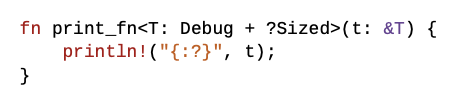 fn print_fn<T: Debug + ?Sized>(t: &T) {
    println!("{:?}", t);
}